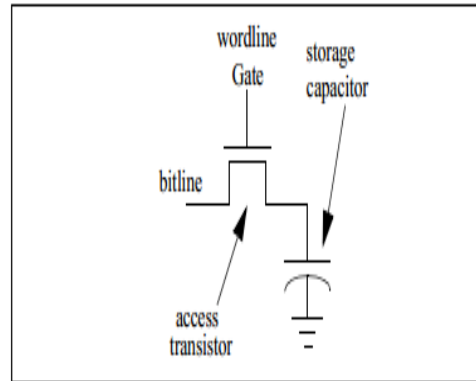 wordline
Gate
storage
capacitor
bitline
access
transistor